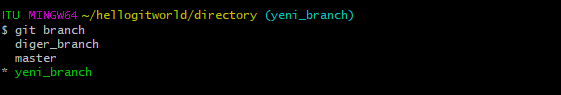 ITU MINGW64 ~/hellogitworld/directory (yeni_branch)
$ git branch
  diger_branch
  master
* yeni_branch